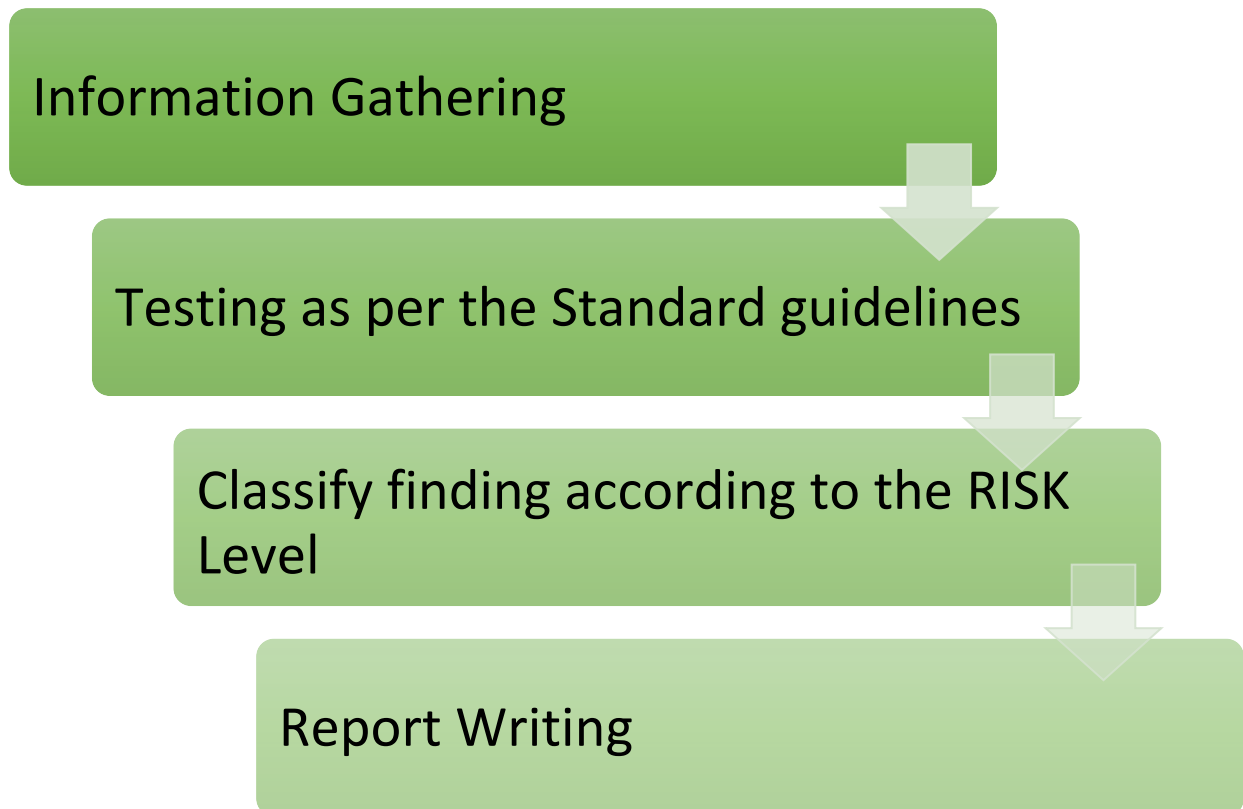 Information Gathering
Testing as per the Standard guidelines
Classify finding according to the RISK
Level
Report Writing